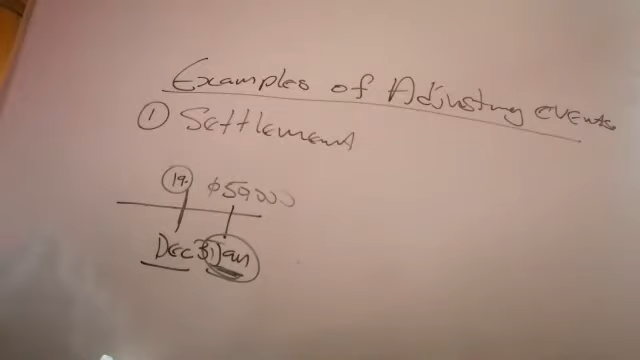 Examples of Adjusting events
① Settlement
19. $59000
Dec 31 Jan